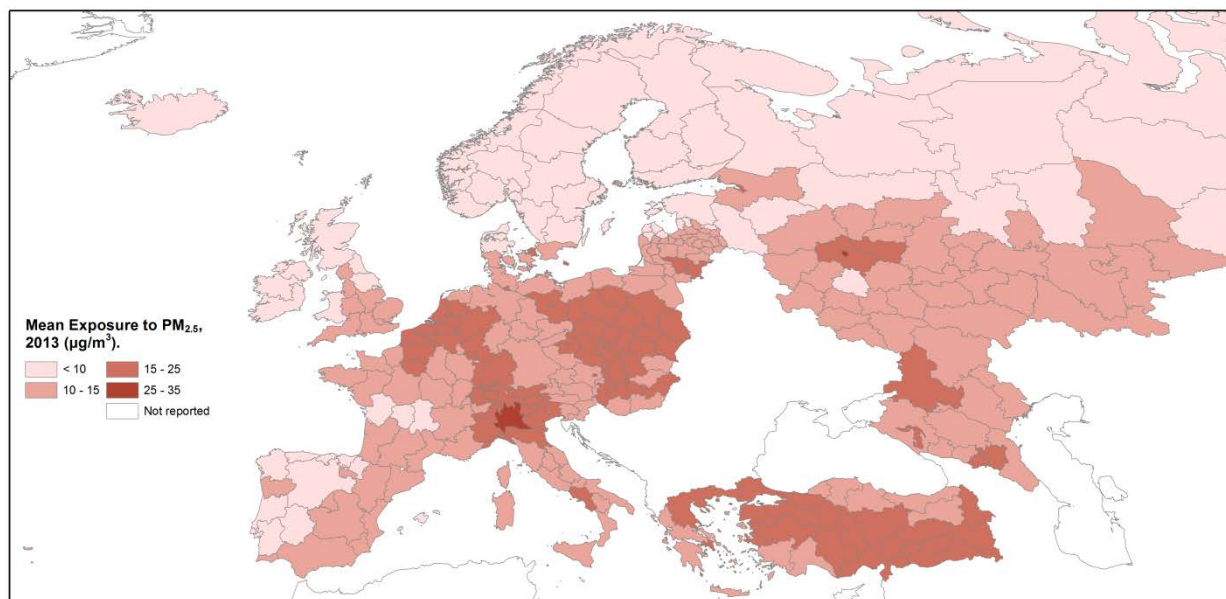 Mean Exposure to PM2.5,
2013 (µg/m³).
< 10
15 - 25
10 - 15
25 - 35
Not reported